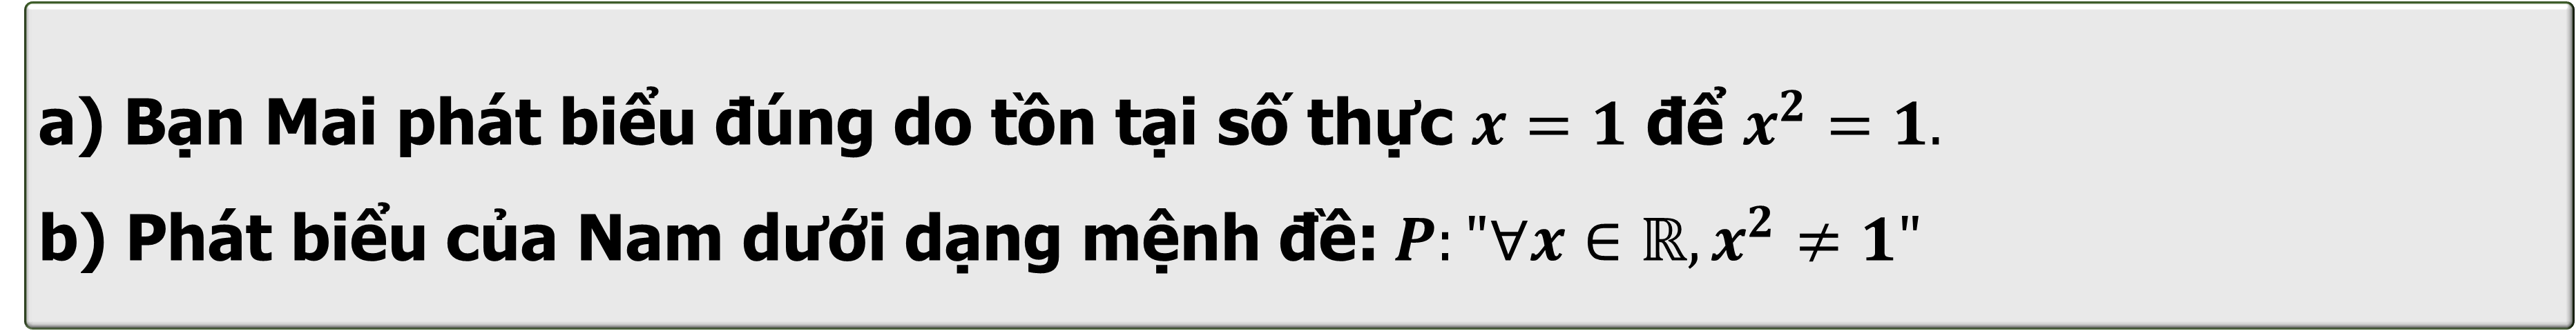 a) Bạn Mai phát biểu đúng do tồn tại số thực x = 1 để x² = 1.
b) Phát biểu của Nam dưới dạng mệnh đề: P: "∀x ∈ ℝ, x² ≠ 1"